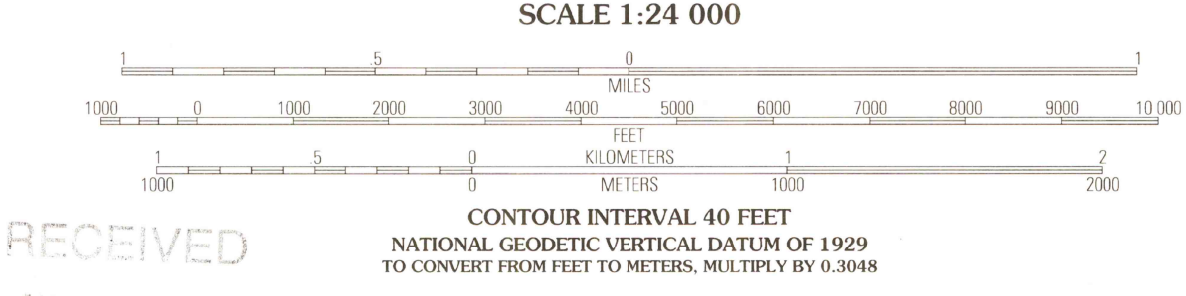 SCALE 1:24 000
1 .5 0 1
MILES
1000 0 1000 2000 3000 4000 5000 6000 7000 8000 9000 10 000
FEET
1 .5 0 KILOMETERS 1 2
1000 0 METERS 1000 2000
CONTOUR INTERVAL 40 FEET
NATIONAL GEODETIC VERTICAL DATUM OF 1929
TO CONVERT FROM FEET TO METERS, MULTIPLY BY 0.3048
RECEIVED